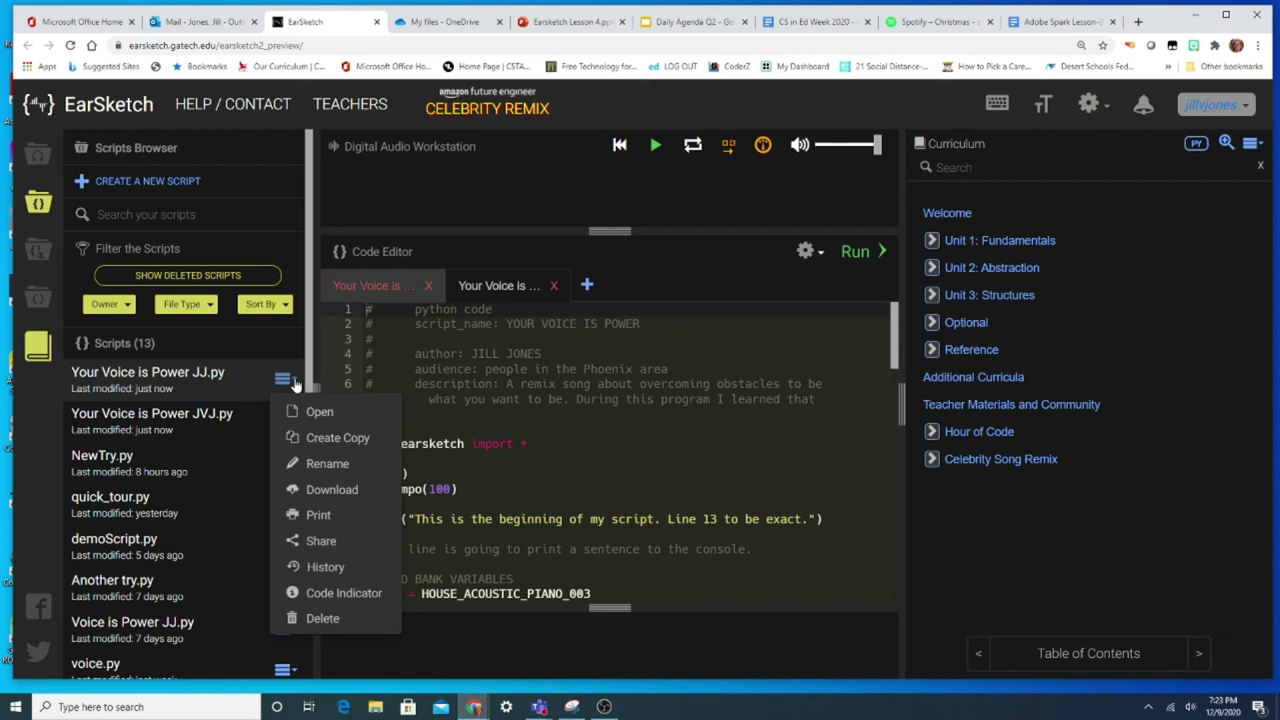 Microsoft Office Home
Mail - Jones, Jill - Outl
EarSketch
My files - OneDrive
Earsketch Lesson 4.ppt
Daily Agenda Q2 - Go
CS in Ed Week 2020 -
Spotify – Christmas - s
Adobe Spark Lesson-2
earsketch.gatech.edu/earsketch2_preview/
Apps
Suggested Sites
Bookmarks
Our Curriculum | C...
Microsoft Office Ho...
Home Page | CSTA...
Free Technology for...
ed LOG OUT
CoderZ
My Dashboard
21 Social Distance-...
How to Pick a Care...
Desert Schools Fed...
»
Other bookmarks
EarSketch
HELP / CONTACT
TEACHERS
amazon future engineer
CELEBRITY REMIX
jillvjones
Scripts Browser
CREATE A NEW SCRIPT
Search your scripts
Filter the Scripts
SHOW DELETED SCRIPTS
Owner
File Type
Sort By
Scripts (13)
Your Voice is Power JJ.py
Last modified: just now
Your Voice is Power JVJ.py
Last modified: just now
NewTry.py
Last modified: 8 hours ago
quick_tour.py
Last modified: yesterday
demoScript.py
Last modified: 5 days ago
Another try.py
Last modified: 7 days ago
Voice is Power JJ.py
Last modified: 7 days ago
voice.py
Last modified: last week
Open
Create Copy
Rename
Download
Print
Share
History
Code Indicator
Delete
Digital Audio Workstation
Code Editor
Run
Your Voice is ... X
Your Voice is ... X
1 # python code
2 # script_name: YOUR VOICE IS POWER
3 #
4 # author: JILL JONES
5 # audience: people in the Phoenix area
6 # description: A remix song about overcoming obstacles to be
what you want to be. During this program I learned that
earsketch import *
)
mpo(100)
("This is the beginning of my script. Line 13 to be exact.")
line is going to print a sentence to the console.
D BANK VARIABLES
= HOUSE_ACOUSTIC_PIANO_003
Curriculum
PY
Search
X
Welcome
Unit 1: Fundamentals
Unit 2: Abstraction
Unit 3: Structures
Optional
Reference
Additional Curricula
Teacher Materials and Community
Hour of Code
Celebrity Song Remix
< Table of Contents >
Type here to search
7:23 PM
12/9/2020